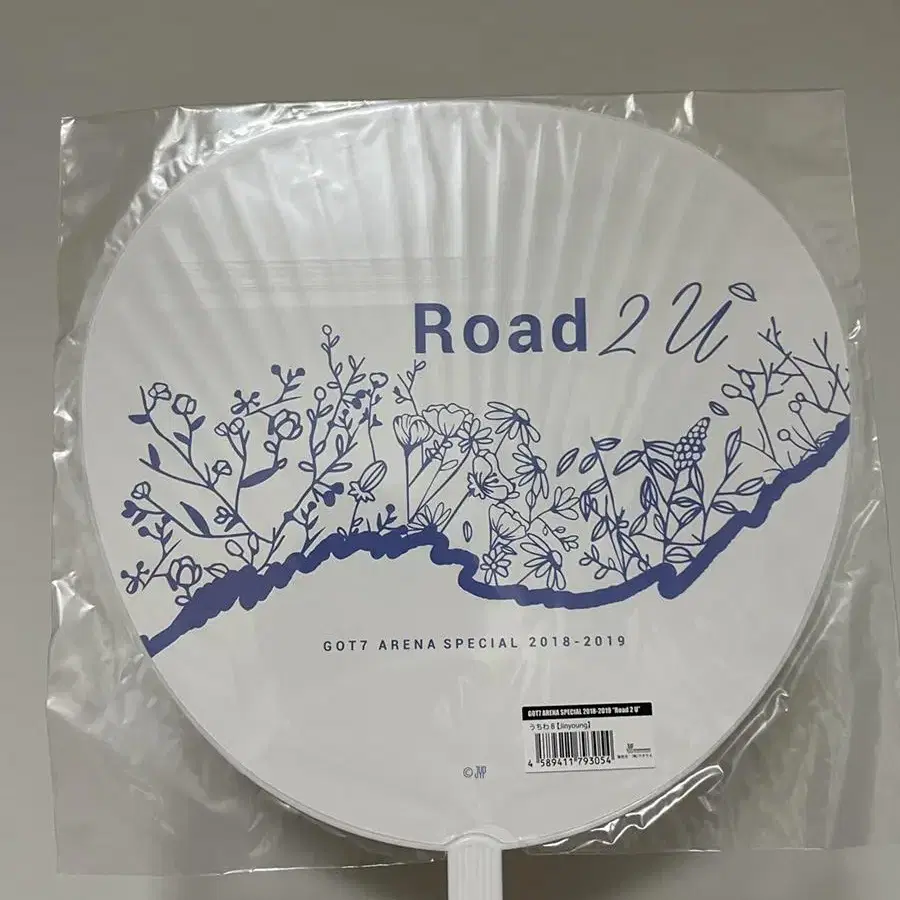 Road 2 U
GOT7 ARENA SPECIAL 2018-2019
GOT7 ARENA SPECIAL 2018-2019 "Road 2 U"
うちわ B【Jinyoung】
4 589411 793054
© JYP